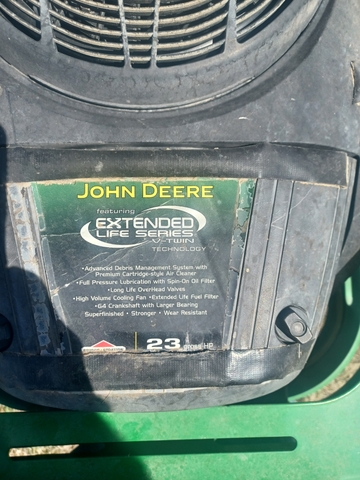 JOHN DEERE
featuring
EXTENDED
LIFE SERIES
V-TWIN
TECHNOLOGY
•Advanced Debris Management System with
Premium Cartridge-style Air Cleaner
•Full Pressure Lubrication with Spin-On Oil Filter
•Long Life OverHead Valves
•High Volume Cooling Fan •Extended Life Fuel Filter
•G4 Crankshaft with Larger Bearing
Superfinished • Stronger • Wear Resistant
23 HP